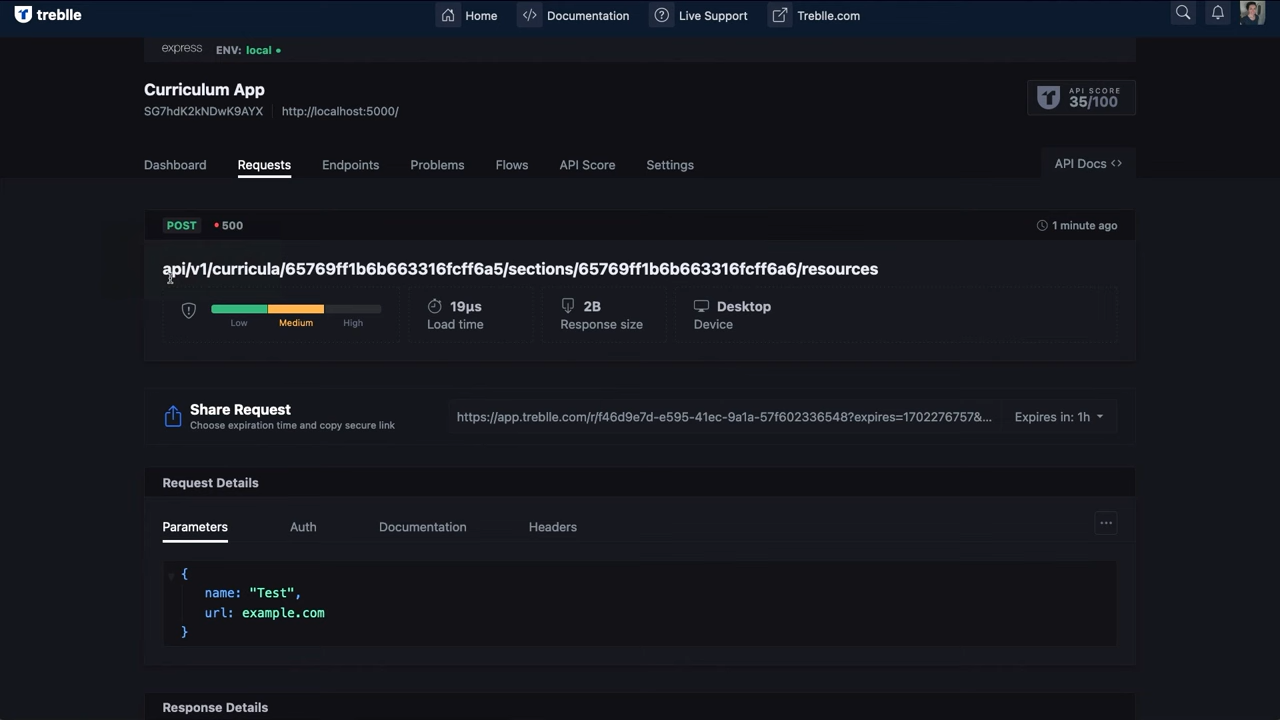 treblle
Home
Documentation
Live Support
Treblle.com
express
ENV: local
Curriculum App
API SCORE
35/100
SG7hdK2kNDwK9AYX
http://localhost:5000/
Dashboard
Requests
Endpoints
Problems
Flows
API Score
Settings
API Docs <>
POST
500
1 minute ago
api/v1/curricula/65769ff1b6b663316fcff6a5/sections/65769ff1b6b663316fcff6a6/resources
Low
Medium
High
19μs
Load time
2B
Response size
Desktop
Device
Share Request
Choose expiration time and copy secure link
https://app.treblle.com/r/f46d9e7d-e595-41ec-9a1a-57f602336548?expires=1702276757&...
Expires in: 1h
Request Details
Parameters
Auth
Documentation
Headers
{
name: "Test",
url: example.com
}
Response Details